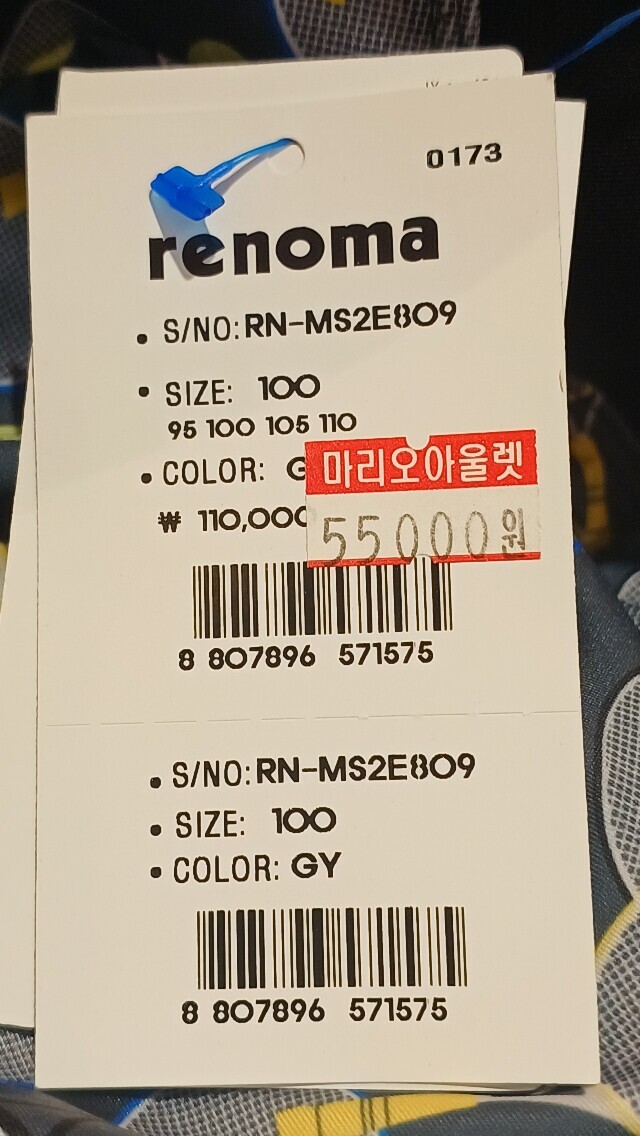 0173
renoma
• S/NO: RN-MS2E809
• SIZE: 100
95 100 105 110
• COLOR: G
마리오아울렛
₩ 110,000
55000원
8 807896 571575
• S/NO: RN-MS2E809
• SIZE: 100
• COLOR: GY
8 807896 571575